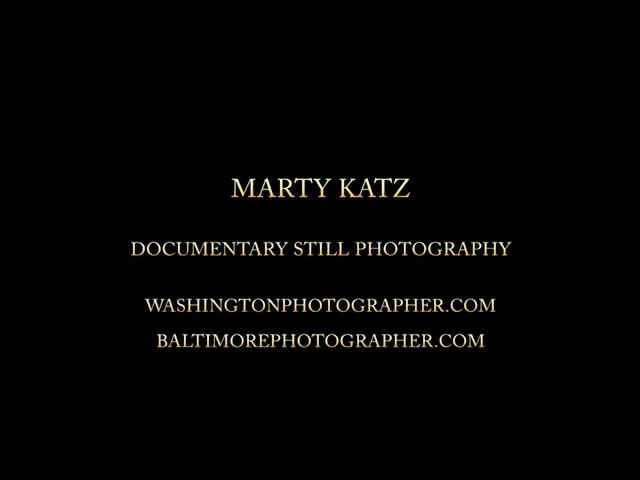 MARTY KATZ
DOCUMENTARY STILL PHOTOGRAPHY
WASHINGTONPHOTOGRAPHER.COM
BALTIMOREPHOTOGRAPHER.COM